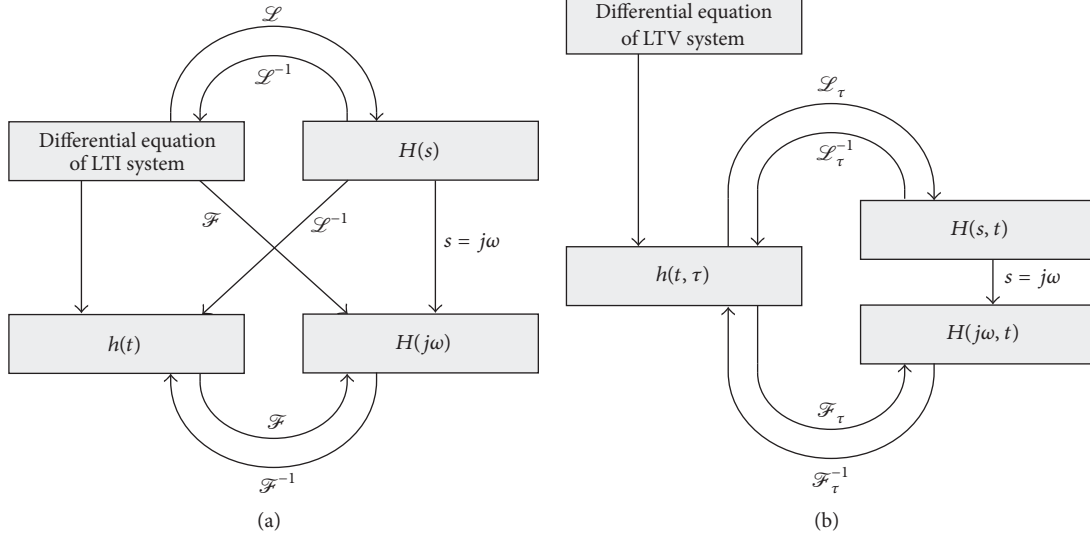 ℒ
ℒ⁻¹
Differential equation
of LTI system
H(s)
ℱ
ℒ⁻¹
s = jω
h(t)
H(jω)
ℱ
ℱ⁻¹
(a)
Differential equation
of LTV system
ℒτ
ℒτ⁻¹
H(s, t)
h(t, τ)
s = jω
H(jω, t)
ℱτ
ℱτ⁻¹
(b)